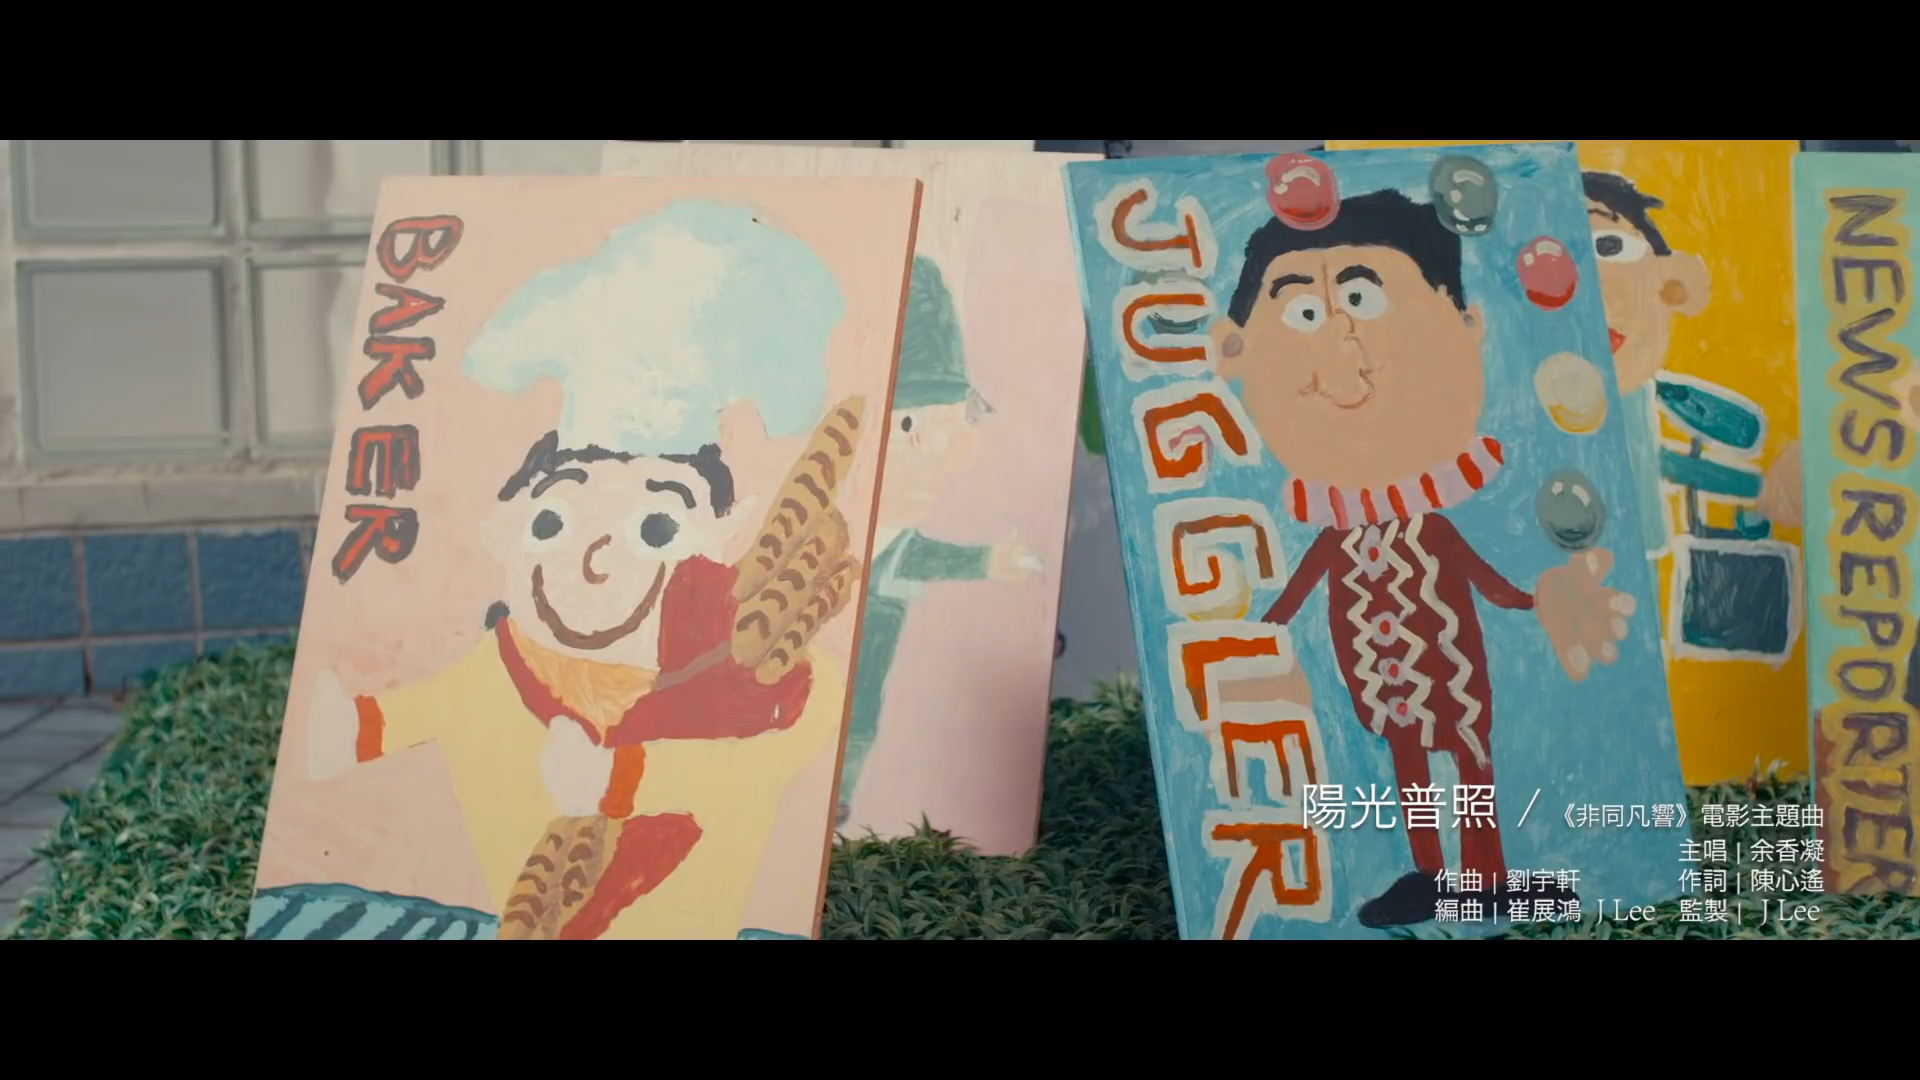 BAKER
JUGGLER
NEWS REPORTER
陽光普照 / 《非同凡響》電影主題曲
主唱 | 余香凝
作曲 | 劉宇軒 作詞 | 陳心遙
編曲 | 崔展鴻 J Lee 監製 | J Lee